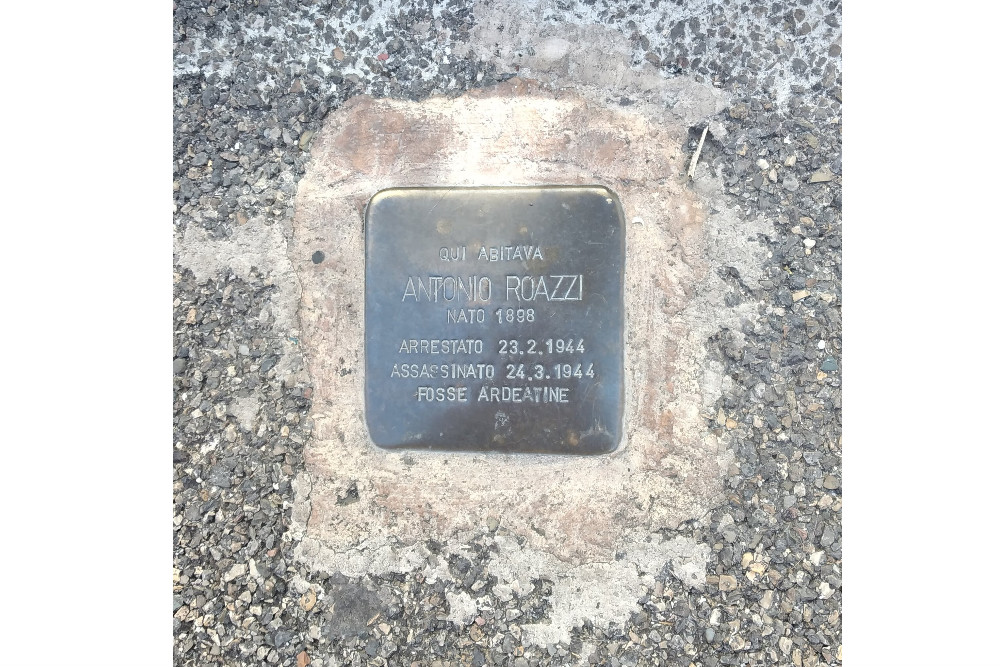 QUI ABITAVA
ANTONIO ROAZZI
NATO 1898
ARRESTATO 23.2.1944
ASSASSINATO 24.3.1944
FOSSE ARDEATINE